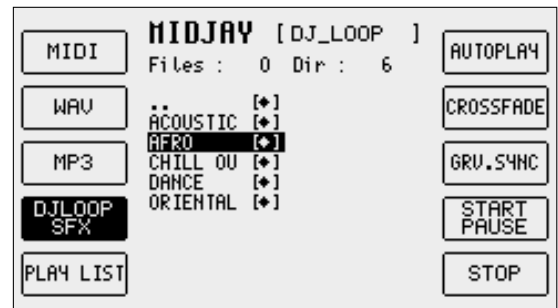 MIDJAY [ DJ_LOOP ]
Files : 0 Dir : 6
MIDI
WAV
MP3
DJLOOP
SFX
PLAY LIST
.. [◆]
ACOUSTIC [◆]
AFRO [◆]
CHILL OU [◆]
DANCE [◆]
ORIENTAL [◆]
AUTOPLAY
CROSSFADE
GRV.SYNC
START
PAUSE
STOP